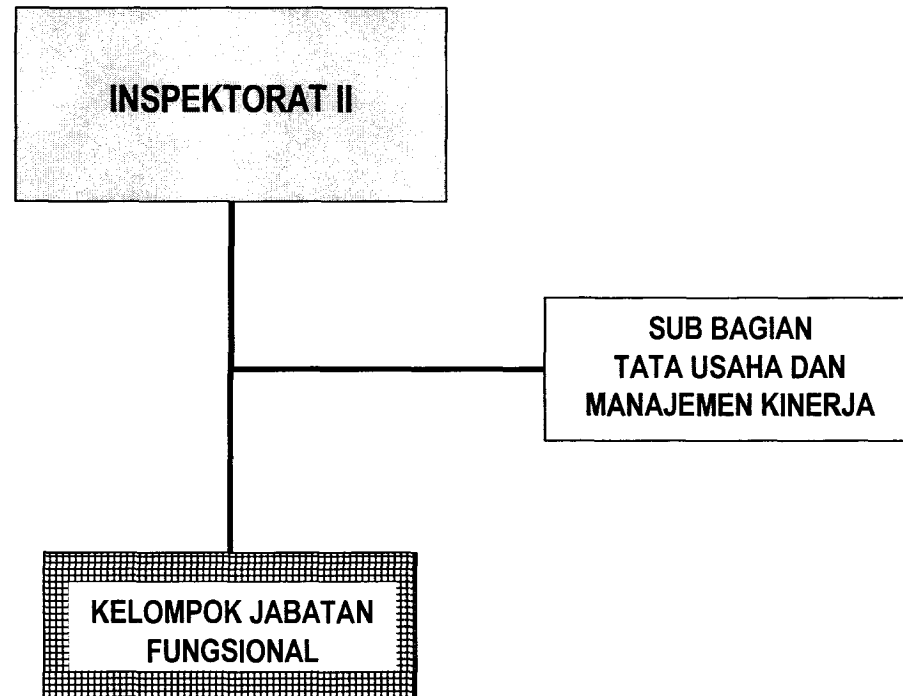 INSPEKTORAT II
SUB BAGIAN
TATA USAHA DAN
MANAJEMEN KINERJA
KELOMPOK JABATAN
FUNGSIONAL